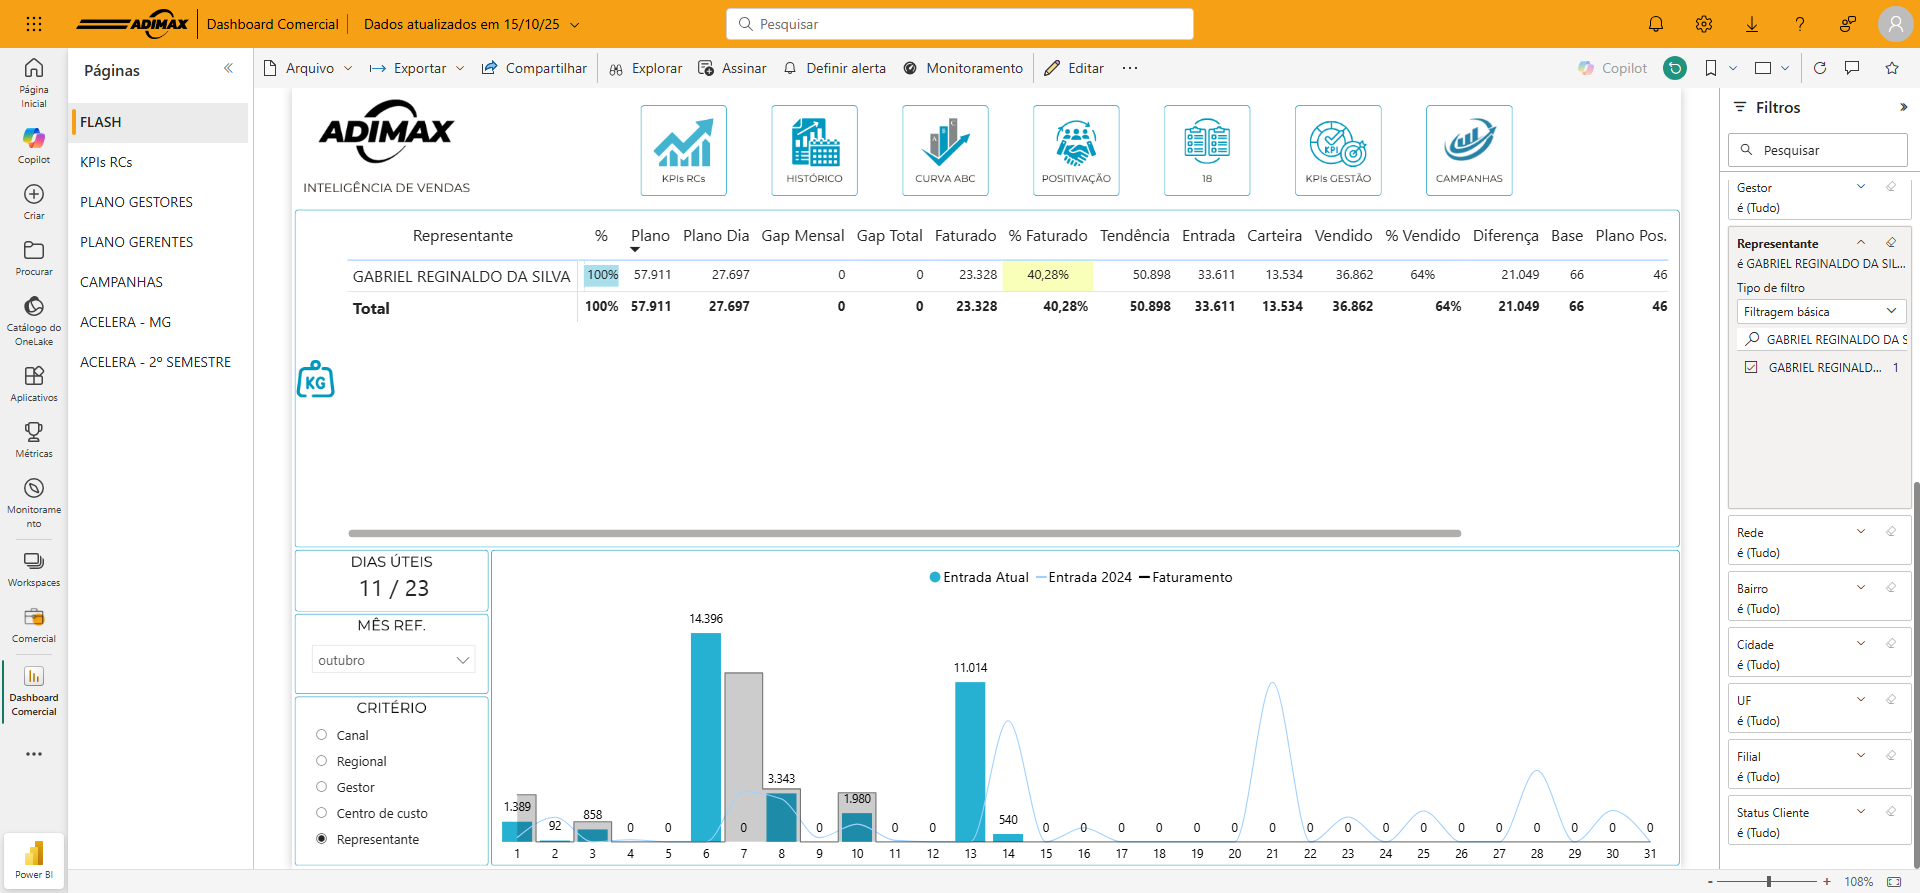 ADIMAX Dashboard Comercial Dados atualizados em 15/10/25
Pesquisar
Página Inicial
Copilot
Criar
Procurar
Catálogo do OneLake
Aplicativos
Métricas
Monitoramento
Workspaces
Comercial
Dashboard Comercial
Power BI
Páginas
FLASH
KPIs RCs
PLANO GESTORES
PLANO GERENTES
CAMPANHAS
ACELERA - MG
ACELERA - 2º SEMESTRE
Arquivo Exportar Compartilhar Explorar Assinar Definir alerta Monitoramento Editar Copilot
ADIMAX
INTELIGÊNCIA DE VENDAS
KPIs RCs HISTÓRICO A B C CURVA ABC POSITIVAÇÃO 18 KPI KPIs GESTÃO CAMPANHAS
Representante % Plano Plano Dia Gap Mensal Gap Total Faturado % Faturado Tendência Entrada Carteira Vendido % Vendido Diferença Base Plano Pos.
GABRIEL REGINALDO DA SILVA 100% 57.911 27.697 0 0 23.328 40,28% 50.898 33.611 13.534 36.862 64% 21.049 66 46
Total 100% 57.911 27.697 0 0 23.328 40,28% 50.898 33.611 13.534 36.862 64% 21.049 66 46
KG
DIAS ÚTEIS
11 / 23
MÊS REF.
outubro
CRITÉRIO
Canal
Regional
Gestor
Centro de custo
Representante
Entrada Atual Entrada 2024 Faturamento
1.389 92 858 0 0 14.396 0 3.343 0 1.980 0 0 11.014 540 0 0 0 0 0 0 0 0 0 0 0 0 0 0 0 0 0
1 2 3 4 5 6 7 8 9 10 11 12 13 14 15 16 17 18 19 20 21 22 23 24 25 26 27 28 29 30 31
Filtros
Pesquisar
Gestor
é (Tudo)
Representante
é GABRIEL REGINALDO DA SIL...
Tipo de filtro
Filtragem básica
GABRIEL REGINALDO DA S
GABRIEL REGINALD... 1
Rede
é (Tudo)
Bairro
é (Tudo)
Cidade
é (Tudo)
UF
é (Tudo)
Filial
é (Tudo)
Status Cliente
é (Tudo)
- + 108%